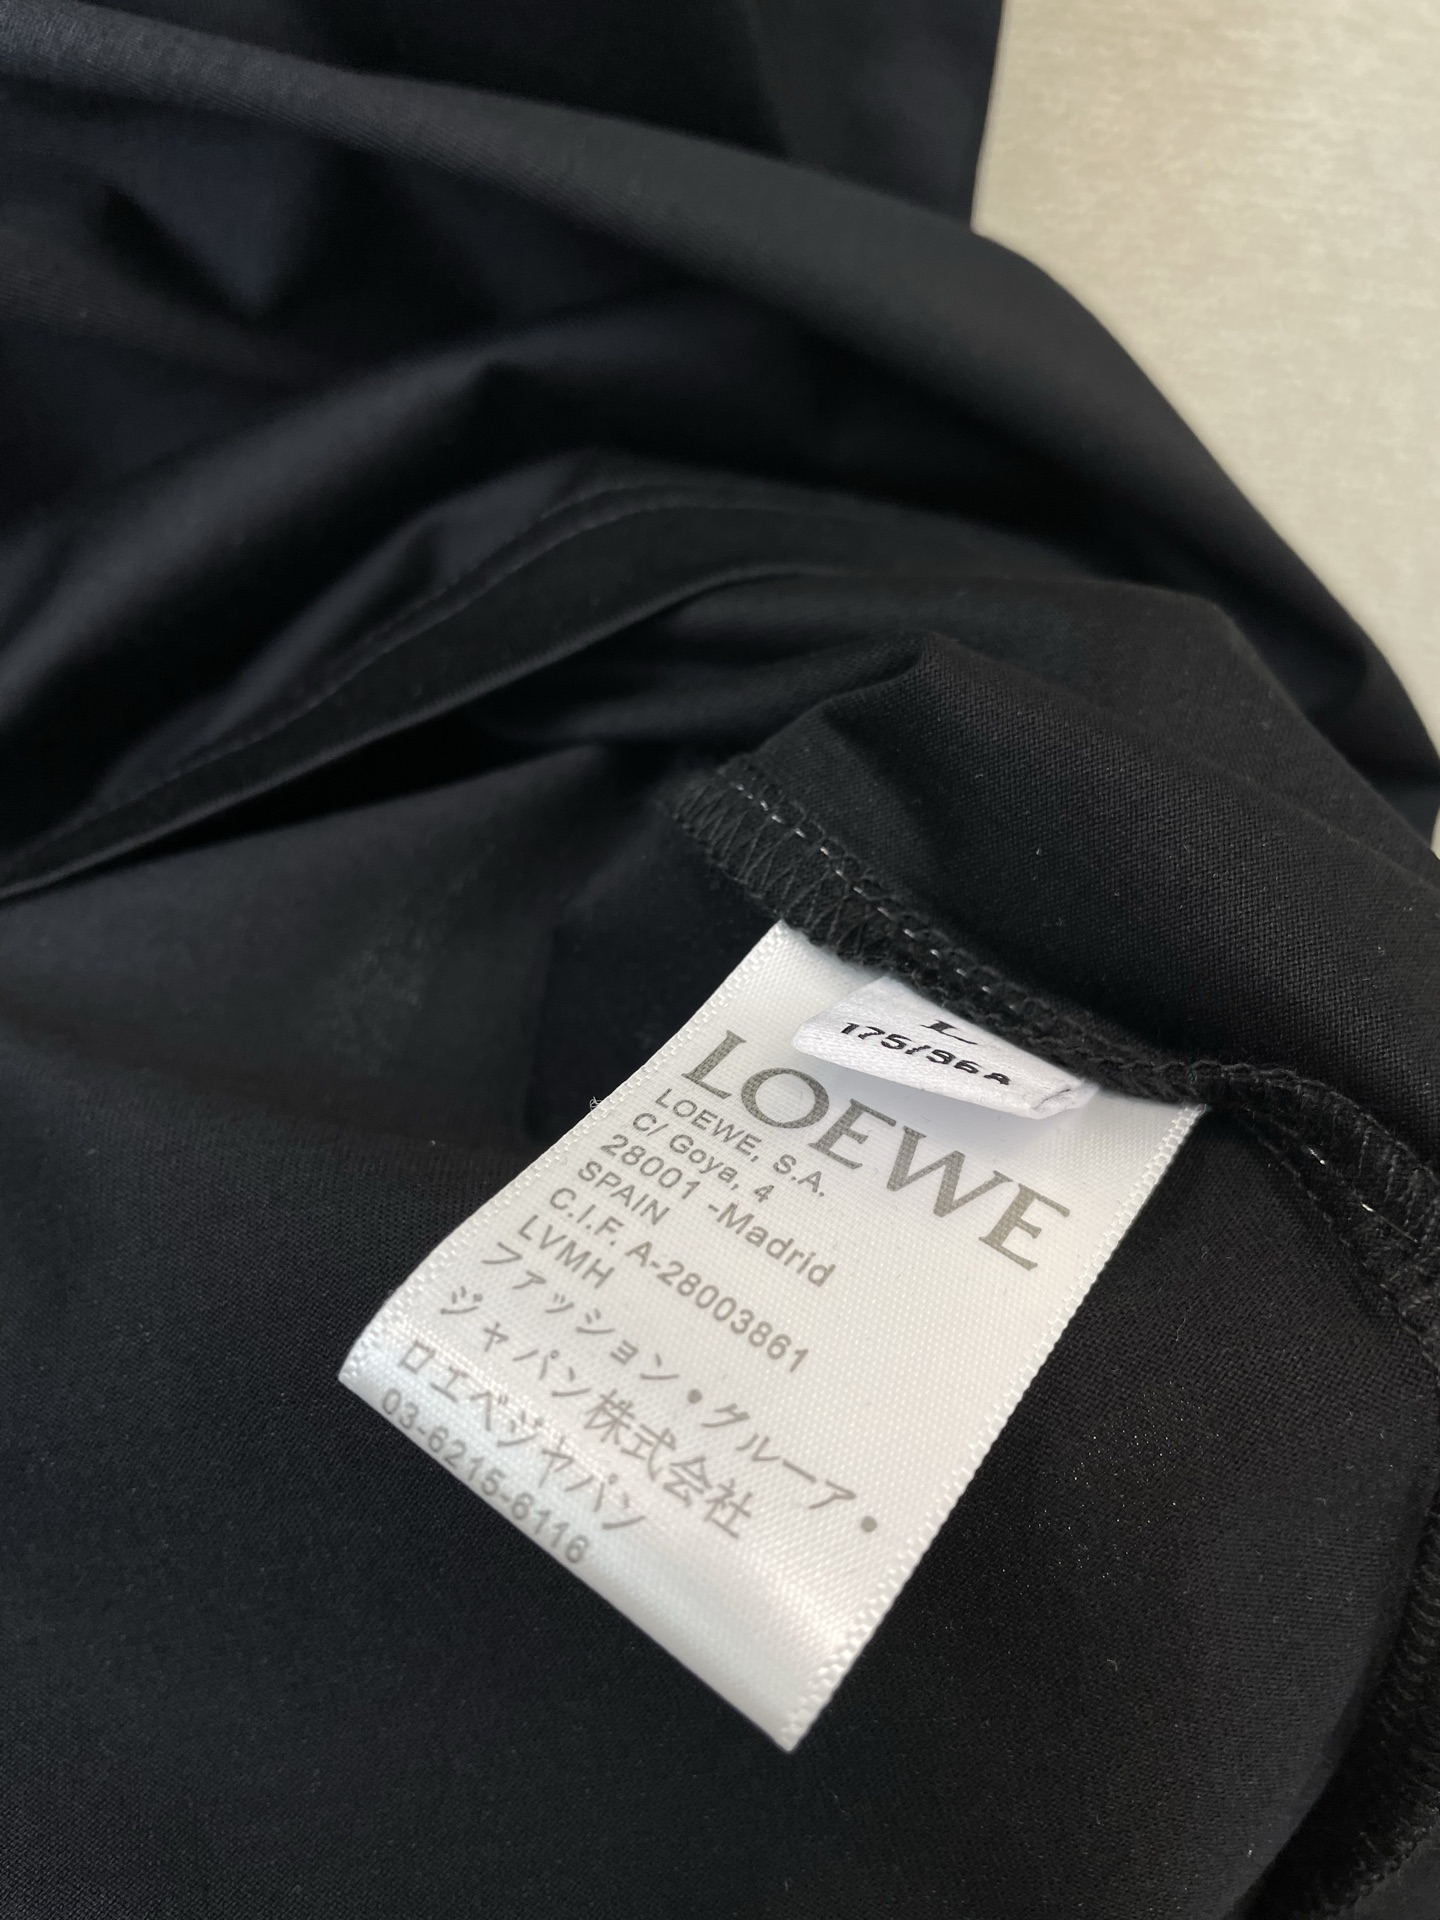 L
175/96A
LOEWE
LOEWE, S.A.
C/ Goya, 4
28001 -Madrid
SPAIN
C.I.F. A-28003861
LVMH
ファッション・グループ・
ジャパン株式会社
ロエベジャパン
03-6215-6116